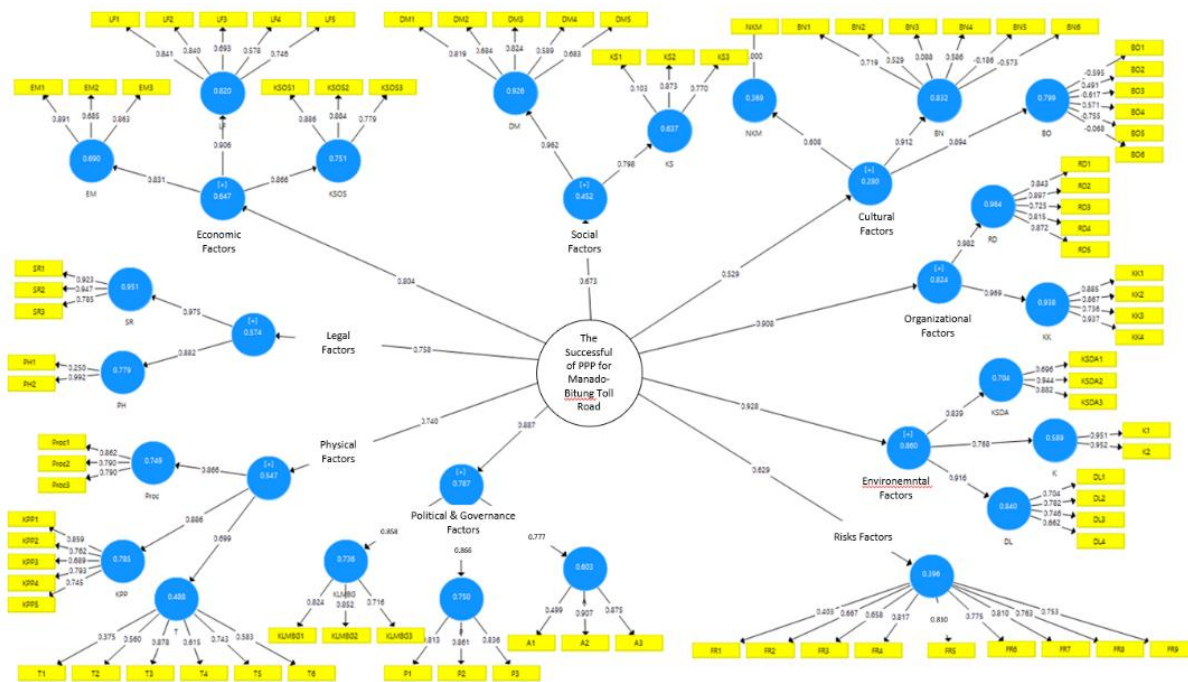 LF1 LF2 LF3 LF4 LF5
0.841 0.840 0.693 0.578 0.746
0.820
LF
EM1 EM2 EM3
0.891 0.685 0.863
0.690
EM
KSOS1 KSOS2 KSOS3
0.886 0.884 0.779
0.751
KSOS
0.831 0.906 0.866
[+]
0.647
Economic
Factors
DM1 DM2 DM3 DM4 DM5
0.819 0.684 0.824 0.589 0.683
0.926
DM
KS1 KS2 KS3
0.103 0.873 0.770
0.637
KS
0.962 0.798
[+]
0.452
Social
Factors
NKM
.000
0.369
NKM
BN1 BN2 BN3 BN4 BN5 BN6
0.719 0.529 0.088 0.586 -0.186 -0.573
0.832
BN
BO1
BO2
BO3
BO4
BO5
BO6
-0.595
0.491
-0.617
0.571
-0.755
-0.068
0.799
BO
0.608 0.912 0.894
[+]
0.280
Cultural
Factors
RD1
RD2
RD3
RD4
RD5
0.843
0.897
0.725
0.815
0.872
0.964
RD
0.982
[+]
0.824
Organizational
Factors
0.969
0.938
KK
0.885
0.867
0.736
0.937
KK1
KK2
KK3
KK4
0.804
0.673
0.529
0.908
0.758
0.928
0.740
0.887
0.629
The
Successful
of PPP for
Manado-
Bitung Toll
Road
SR1
SR2
SR3
0.923
0.947
0.785
0.951
SR
0.975
[+]
0.574
Legal
Factors
0.882
PH1
PH2
0.250
0.992
0.779
PH
Proc1
Proc2
Proc3
0.862
0.790
0.790
0.749
Proc
0.866
[+]
0.547
Physical
Factors
0.886
0.699
KPP1
KPP2
KPP3
KPP4
KPP5
0.859
0.762
0.689
0.793
0.745
0.785
KPP
0.488
T
0.375 0.560 0.878 0.615 0.743 0.583
T1 T2 T3 T4 T5 T6
[+]
0.787
Political & Governance
Factors
0.858
0.866
0.777
0.736
KLMBG
0.824 0.852 0.716
KLMBG1 KLMBG2 KLMBG3
0.750
0.813 0.861 0.836
P1 P2 P3
0.603
A
0.499 0.907 0.875
A1 A2 A3
KSDA1
KSDA2
KSDA3
0.696
0.944
0.882
0.704
KSDA
0.839
[+]
0.860
Environemntal
Factors
0.768
0.589
K
0.951
0.952
K1
K2
0.916
0.840
DL
0.704
0.782
0.746
0.662
DL1
DL2
DL3
DL4
Risks Factors
0.396
0.667 0.658 0.817 0.775 0.810 0.763 0.753
FR1 FR2 FR3 FR4 FR5 FR6 FR7 FR8 FR9